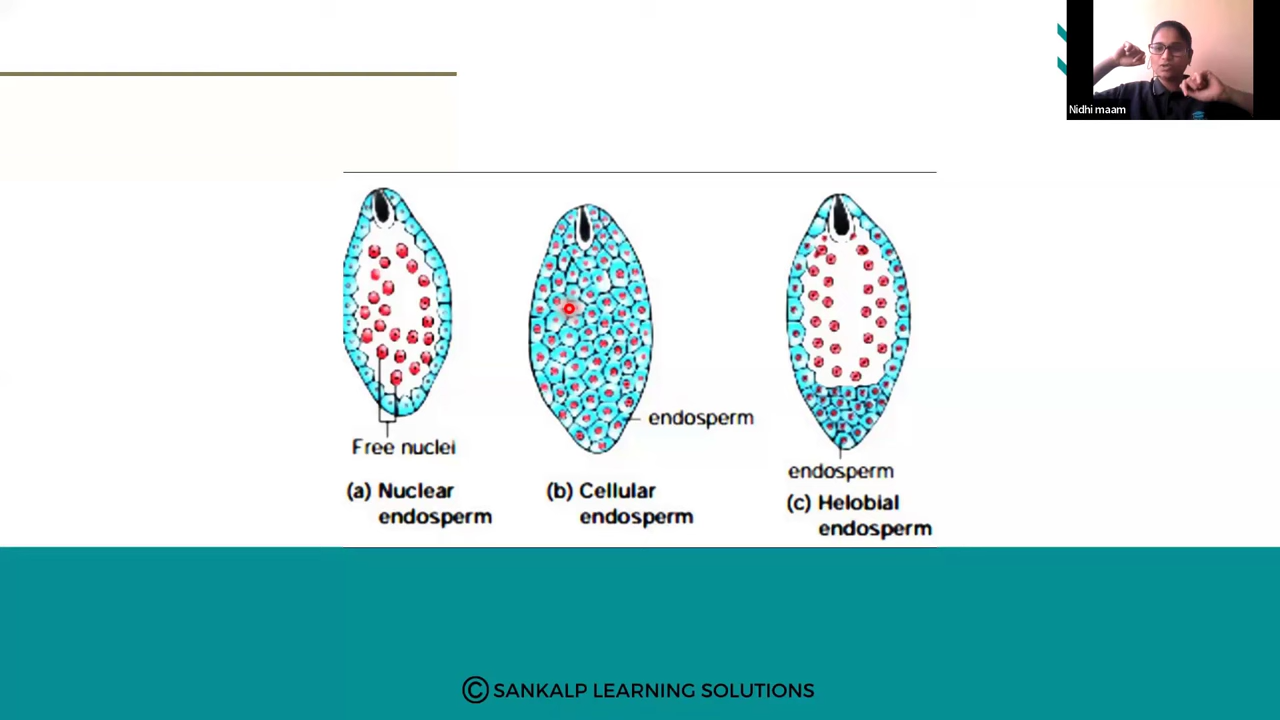 Nidhi maam
endosperm
Free nuclei
endosperm
(a) Nuclear
endosperm
(b) Cellular
endosperm
(c) Helobial
endosperm
© SANKALP LEARNING SOLUTIONS